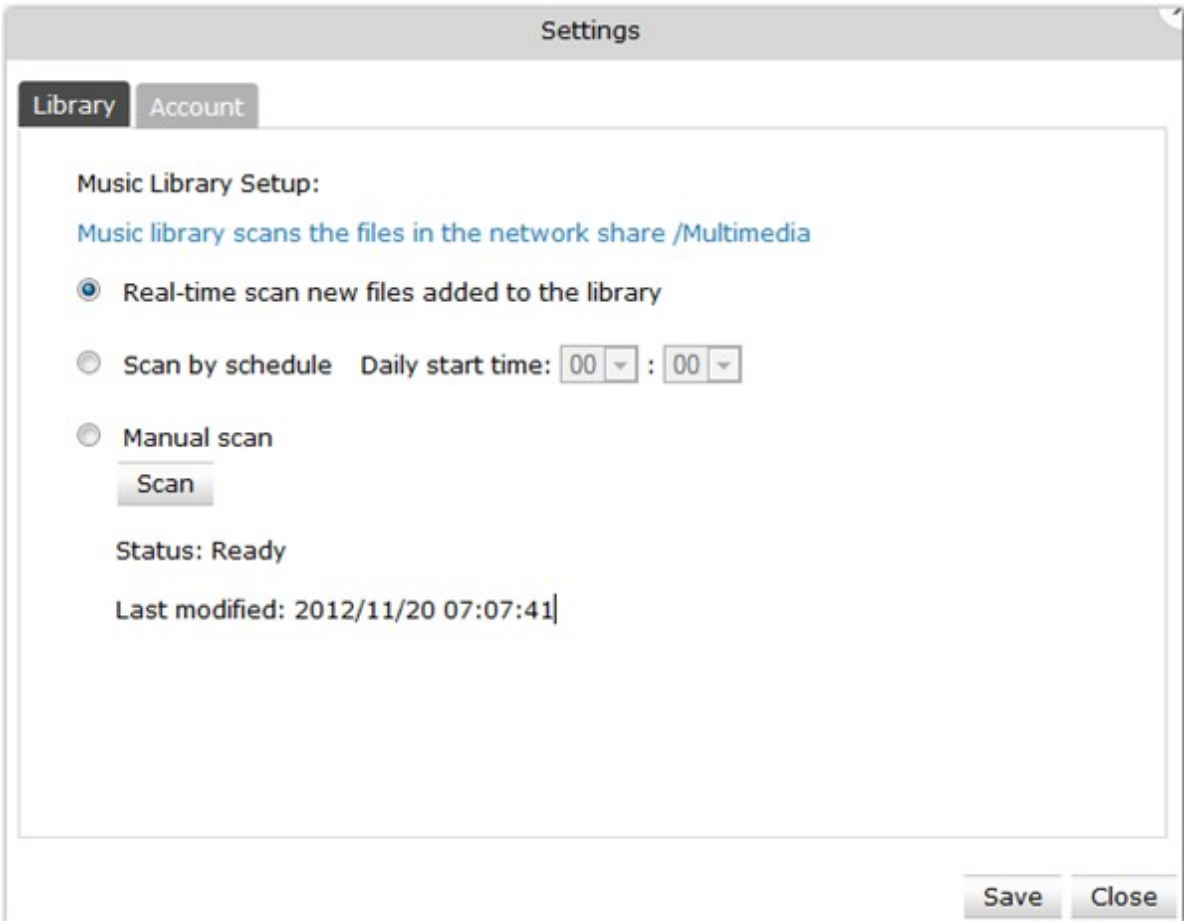 Settings
Library Account
Music Library Setup:
Music library scans the files in the network share /Multimedia
Real-time scan new files added to the library
Scan by schedule Daily start time: 00 : 00
Manual scan
Scan
Status: Ready
Last modified: 2012/11/20 07:07:41
Save Close